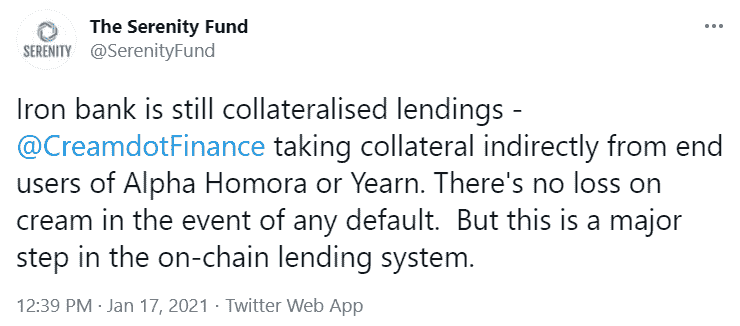 The Serenity Fund
SERENITY
@SerenityFund
Iron bank is still collateralised lendings -
@CreamdotFinance taking collateral indirectly from end
users of Alpha Homora or Yearn. There's no loss on
cream in the event of any default.  But this is a major
step in the on-chain lending system.
12:39 PM · Jan 17, 2021 · Twitter Web App